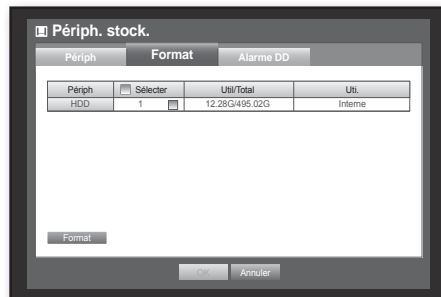 Périph. stock.
Périph Format Alarme DD
Périph Sélecter Util/Total Uti.
HDD 1 12.28G/495.02G Interne
Format
OK Annuler